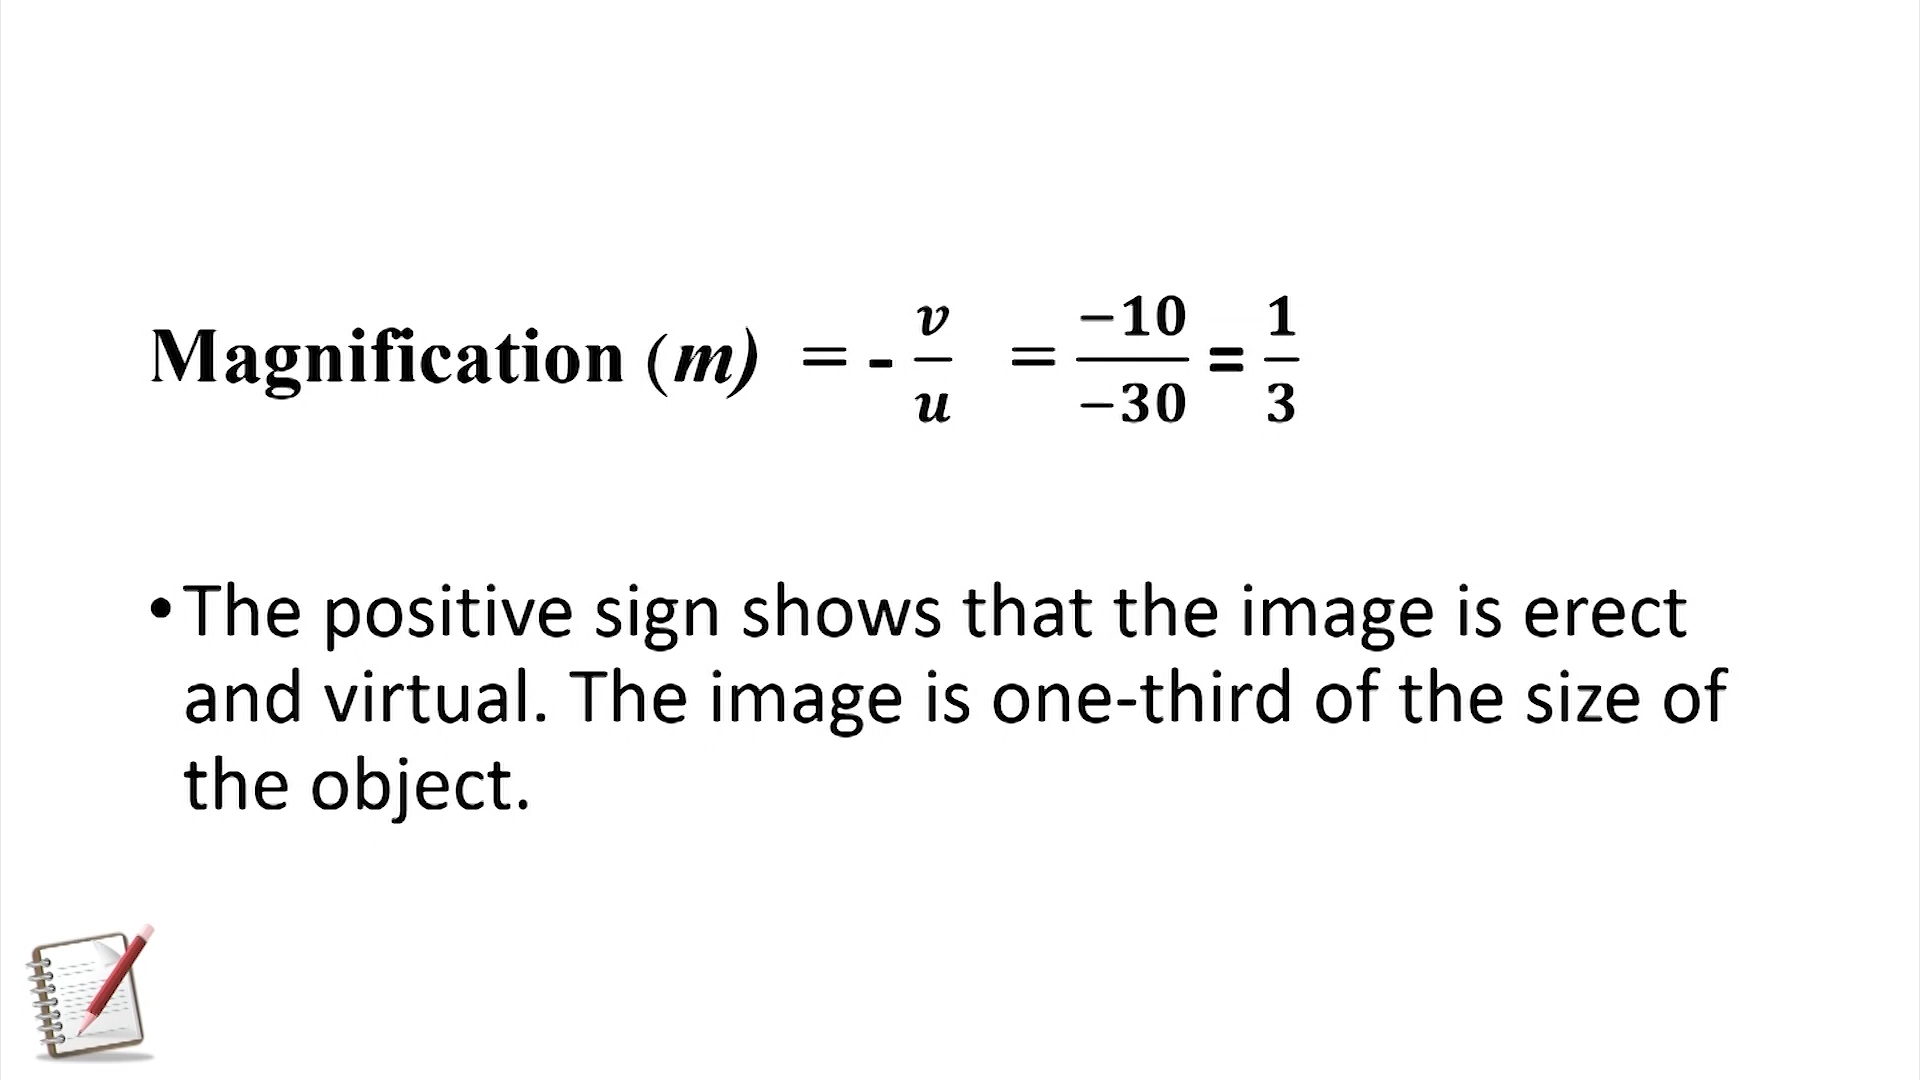 Magnification (m) = - v/u = −10/−30 = 1/3
•The positive sign shows that the image is erect
and virtual. The image is one-third of the size of
the object.